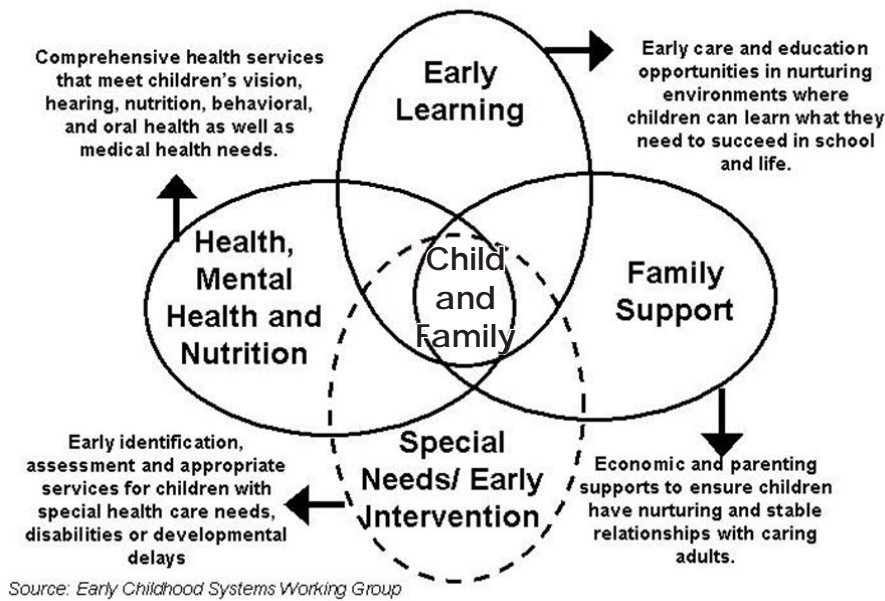 Comprehensive health services
that meet children's vision,
hearing, nutrition, behavioral,
and oral health as well as
medical health needs.
Early
Learning
Early care and education
opportunities in nurturing
environments where
children can learn what they
need to succeed in school
and life.
Health,
Mental
Health and
Nutrition
Child
and
Family
Family
Support
Early identification,
assessment and appropriate
services for children with
special health care needs,
disabilities or developmental
delays
Special
Needs/ Early
Intervention
Economic and parenting
supports to ensure children
have nurturing and stable
relationships with caring
adults.
Source: Early Childhood Systems Working Group